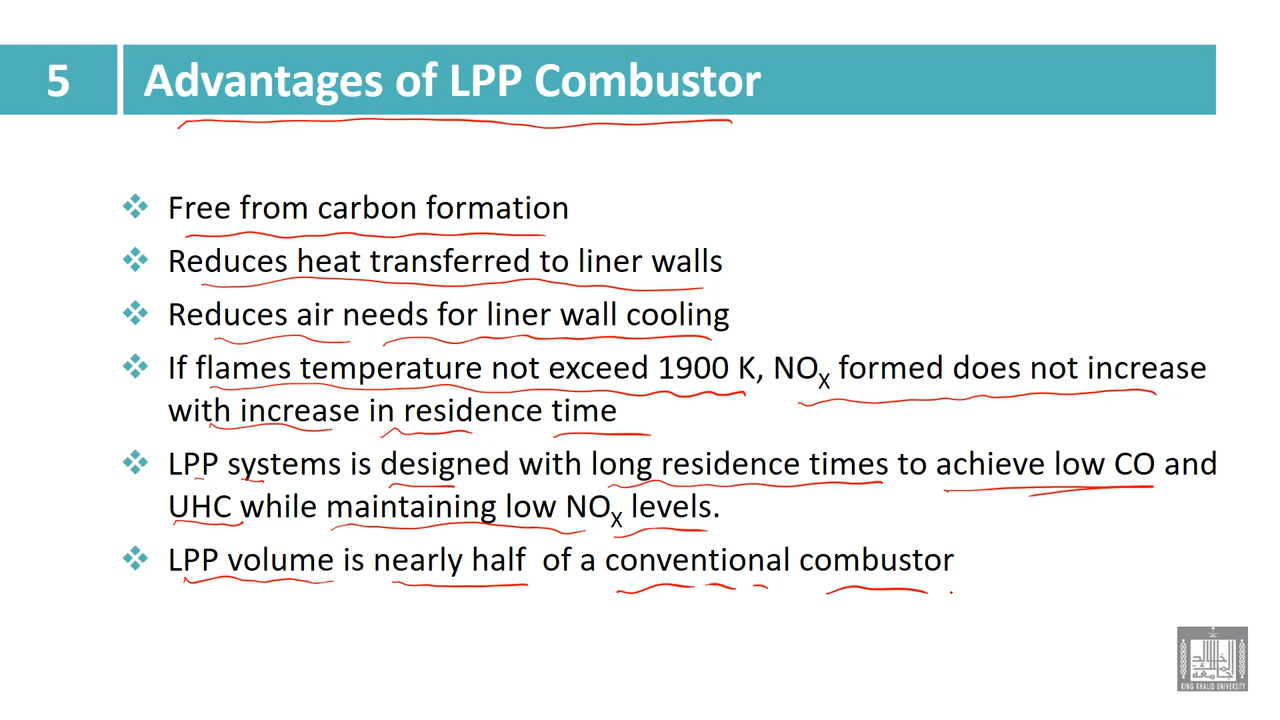 5
Advantages of LPP Combustor
Free from carbon formation
Reduces heat transferred to liner walls
Reduces air needs for liner wall cooling
If flames temperature not exceed 1900 K, NOX formed does not increase
with increase in residence time
LPP systems is designed with long residence times to achieve low CO and
UHC while maintaining low NOX levels.
LPP volume is nearly half of a conventional combustor
KING KHALID UNIVERSITY